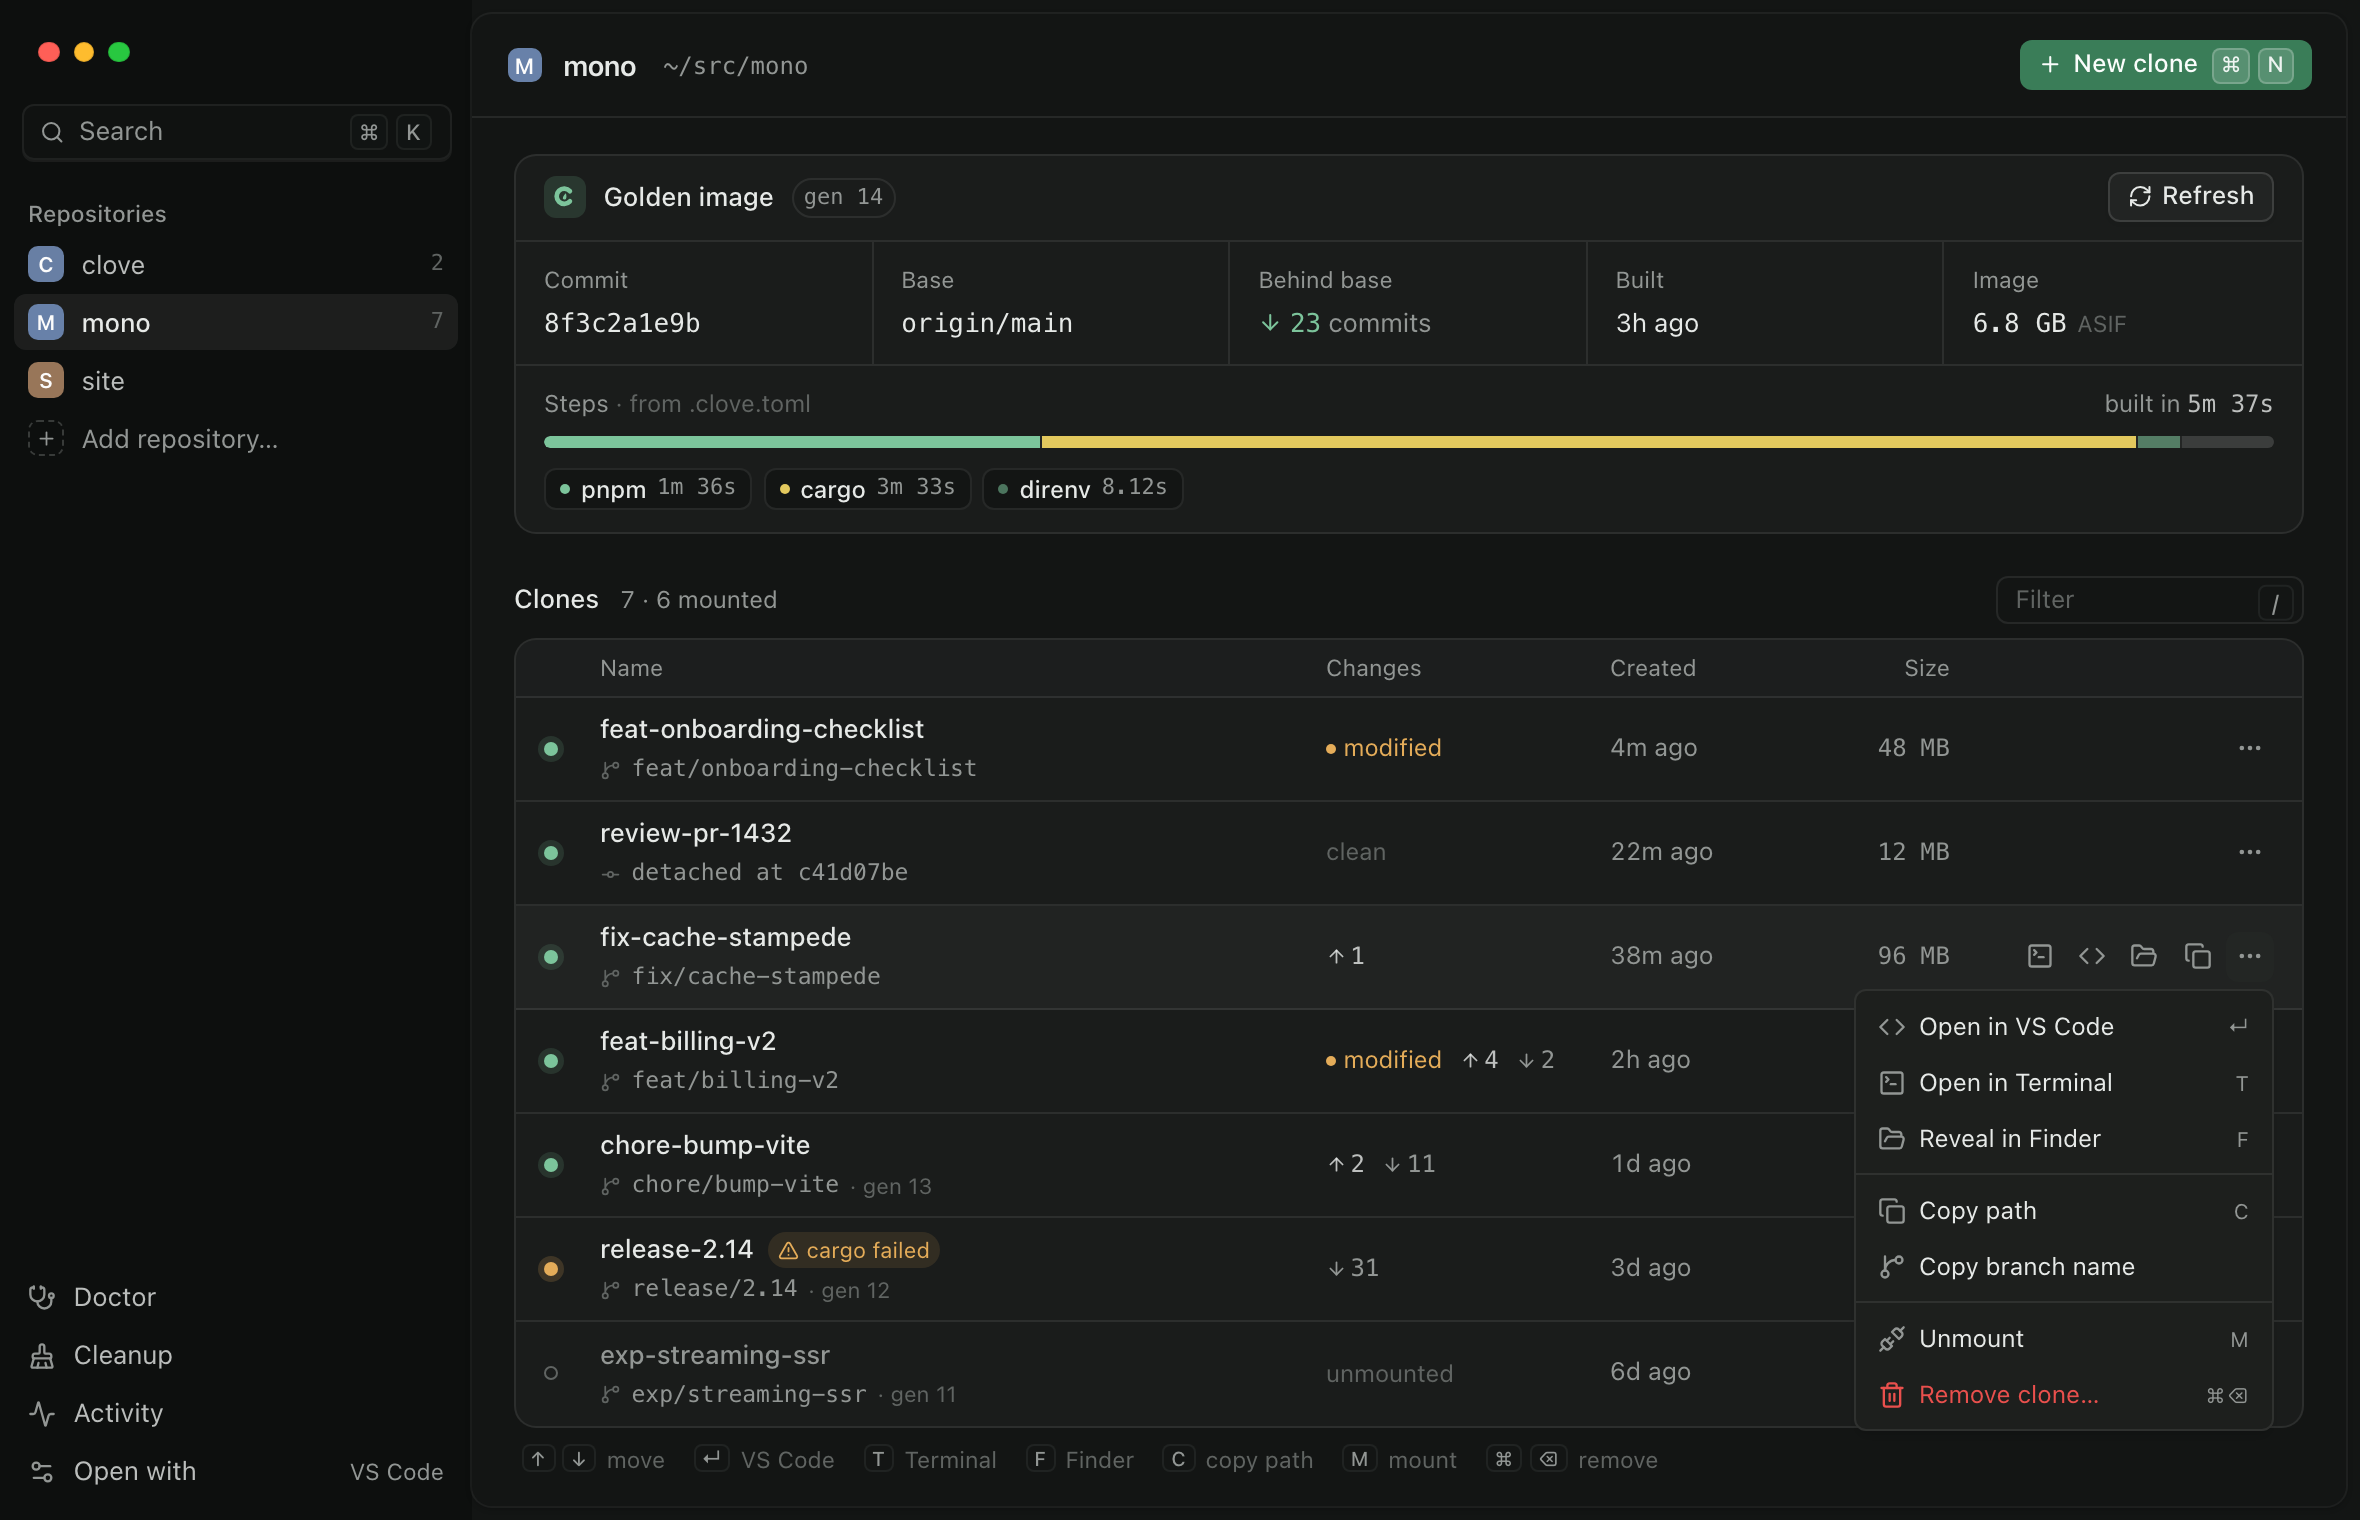 Search ⌘ K
Repositories
C clove 2
M mono 7
S site
Add repository...
Doctor
Cleanup
Activity
Open with VS Code
M mono ~/src/mono
+ New clone ⌘ N
Golden image gen 14
Refresh
Commit
8f3c2a1e9b
Base
origin/main
Behind base
↓ 23 commits
Built
3h ago
Image
6.8 GB ASIF
Steps · from .clove.toml
built in 5m 37s
pnpm 1m 36s
cargo 3m 33s
direnv 8.12s
Clones 7 · 6 mounted
Filter /
Name Changes Created Size
feat-onboarding-checklist
feat/onboarding-checklist
modified 4m ago 48 MB
review-pr-1432
detached at c41d07be
clean 22m ago 12 MB
fix-cache-stampede
fix/cache-stampede
↑ 1 38m ago 96 MB
feat-billing-v2
feat/billing-v2
modified ↑ 4 ↓ 2 2h ago
chore-bump-vite
chore/bump-vite · gen 13
↑ 2 ↓ 11 1d ago
release-2.14 cargo failed
release/2.14 · gen 12
↓ 31 3d ago
exp-streaming-ssr
exp/streaming-ssr · gen 11
unmounted 6d ago
Open in VS Code ↵
Open in Terminal T
Reveal in Finder F
Copy path C
Copy branch name
Unmount M
Remove clone... ⌘⌫
↑ ↓ move ↵ VS Code T Terminal F Finder C copy path M mount ⌘ ⌫ remove